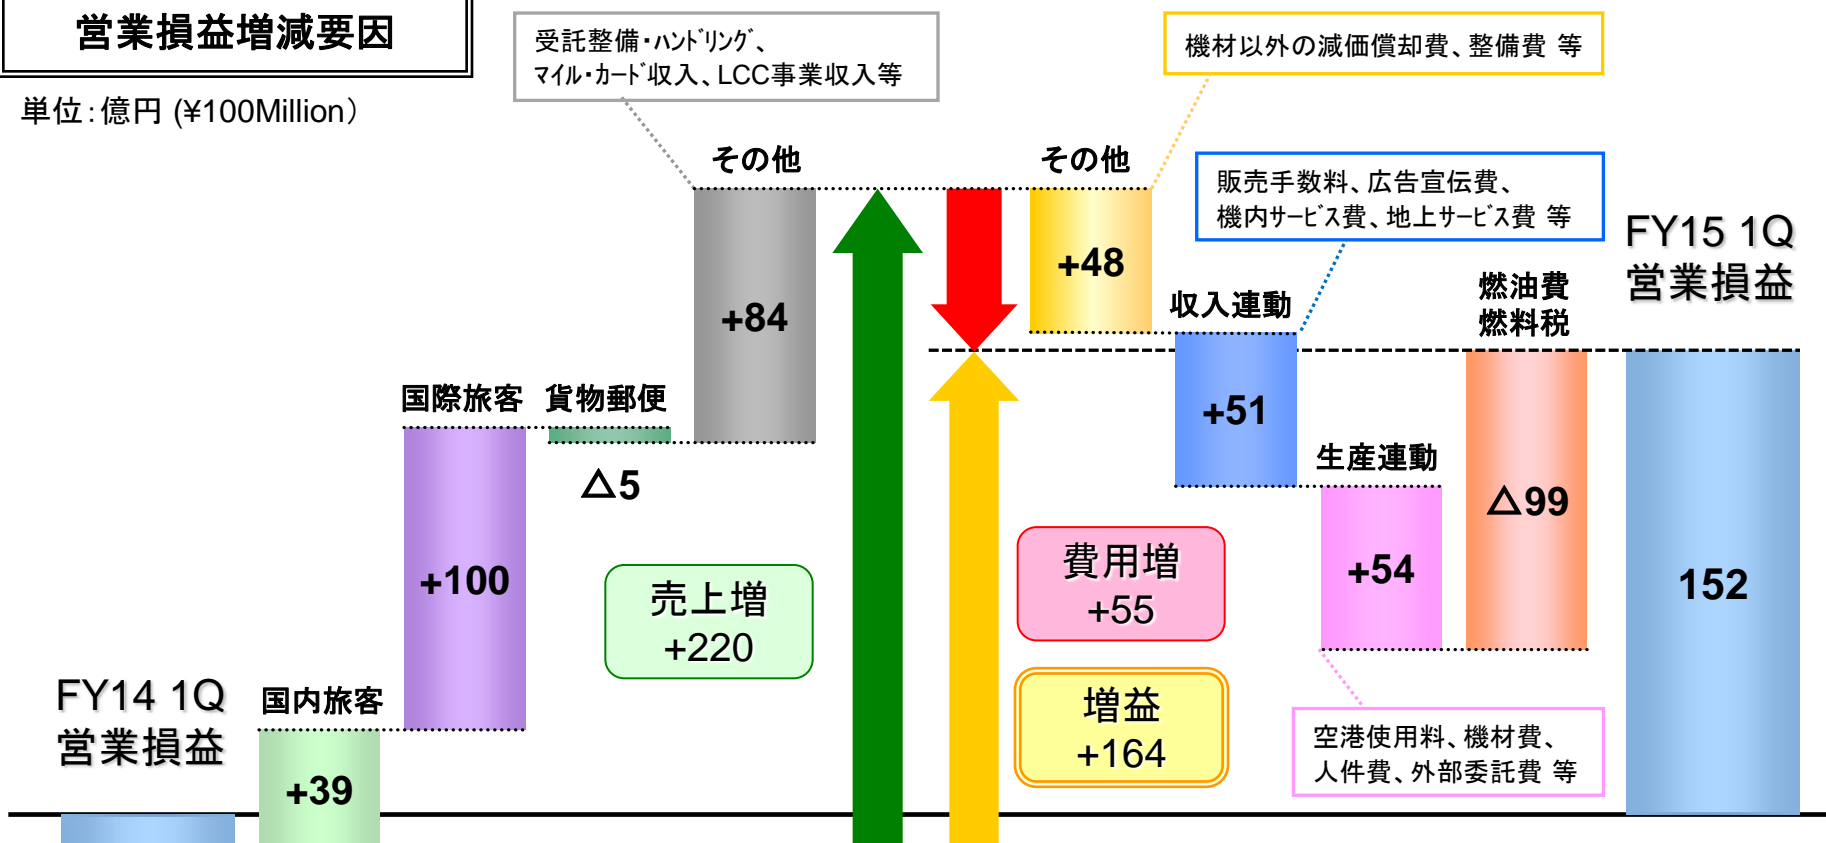 営業損益増減要因
単位：億円 (¥100Million）
受託整備・ﾊﾝﾄﾞﾘﾝｸﾞ、
ﾏｲﾙ・ｶｰﾄﾞ収入、LCC事業収入等
機材以外の減価償却費、整備費 等
その他
その他
販売手数料、広告宣伝費、
機内ｻｰﾋﾞｽ費、地上ｻｰﾋﾞｽ費 等
FY15 1Q
営業損益
+48
収入連動
燃油費
燃料税
+84
国際旅客
貨物郵便
+51
△5
生産連動
△99
+100
売上増
+220
費用増
+55
+54
152
FY14 1Q
営業損益
国内旅客
増益
+164
空港使用料、機材費、
人件費、外部委託費 等
+39